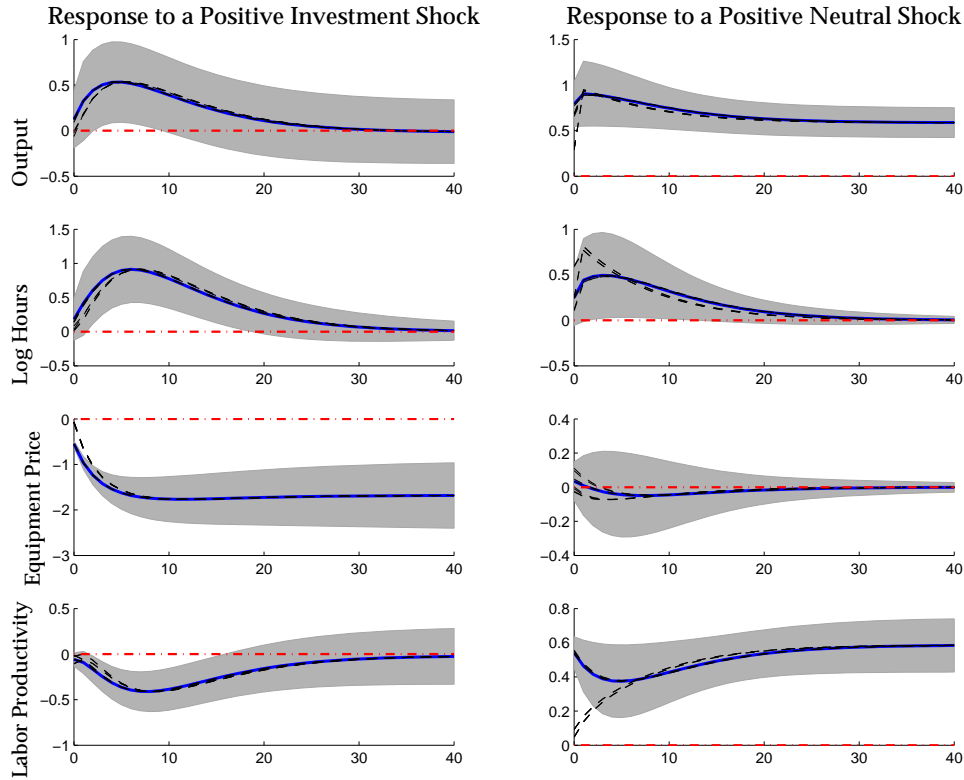 Response to a Positive Investment Shock
Response to a Positive Neutral Shock
Output
1
0.5
0
−0.5
0 10 20 30 40
1.5
1
0.5
0
0 10 20 30 40
Log Hours
1.5
1
0.5
0
−0.5
0 10 20 30 40
1
0.5
0
−0.5
0 10 20 30 40
Equipment Price
0
−1
−2
−3
0 10 20 30 40
0.4
0.2
0
−0.2
−0.4
0 10 20 30 40
Labor Productivity
0.5
0
−0.5
−1
0 10 20 30 40
0.8
0.6
0.4
0.2
0
0 10 20 30 40